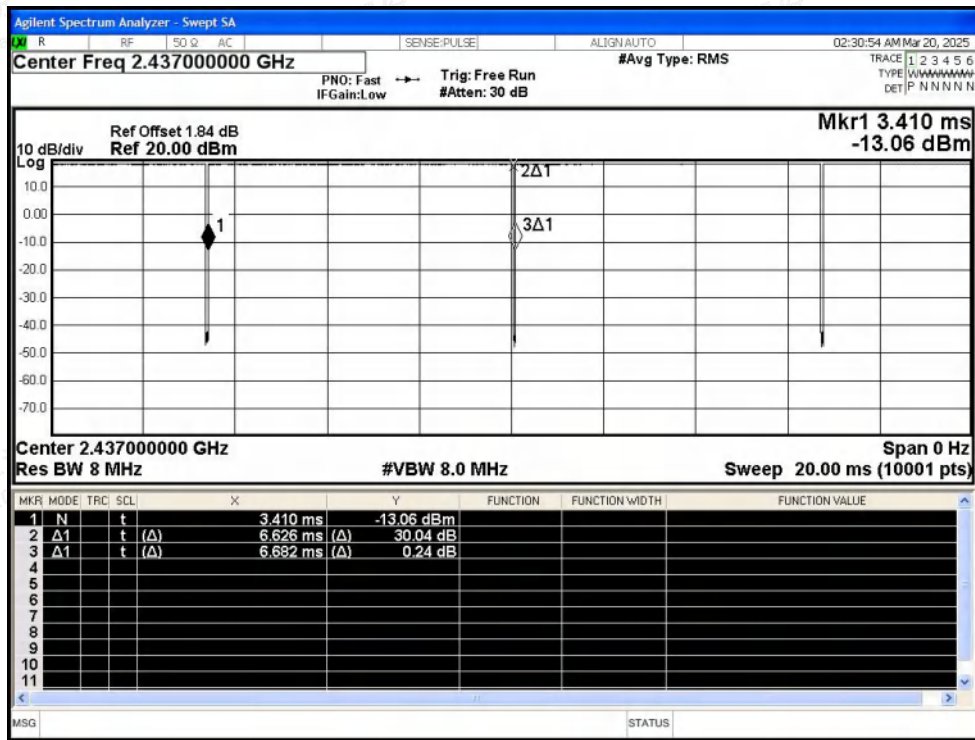 Agilent Spectrum Analyzer - Swept SA
LXI R RF 50 Ω AC SENSE:PULSE ALIGN AUTO 02:30:54 AM Mar 20, 2025
Center Freq 2.437000000 GHz #Avg Type: RMS TRACE 1 2 3 4 5 6
PNO: Fast Trig: Free Run TYPE WWWWWW
IFGain:Low #Atten: 30 dB DET P N N N N N
Mkr1 3.410 ms
Ref Offset 1.84 dB
10 dB/div Ref 20.00 dBm -13.06 dBm
Log
2Δ1
10.0
0.00
1 3Δ1
-10.0
-20.0
-30.0
-40.0
-50.0
-60.0
-70.0
Center 2.437000000 GHz Span 0 Hz
Res BW 8 MHz #VBW 8.0 MHz Sweep 20.00 ms (10001 pts)
MKR MODE TRC SCL X Y FUNCTION FUNCTION WIDTH FUNCTION VALUE
1 N t 3.410 ms -13.06 dBm
2 Δ1 t (Δ) 6.626 ms (Δ) 30.04 dB
3 Δ1 t (Δ) 6.682 ms (Δ) 0.24 dB
4
5
6
7
8
9
10
11
MSG STATUS